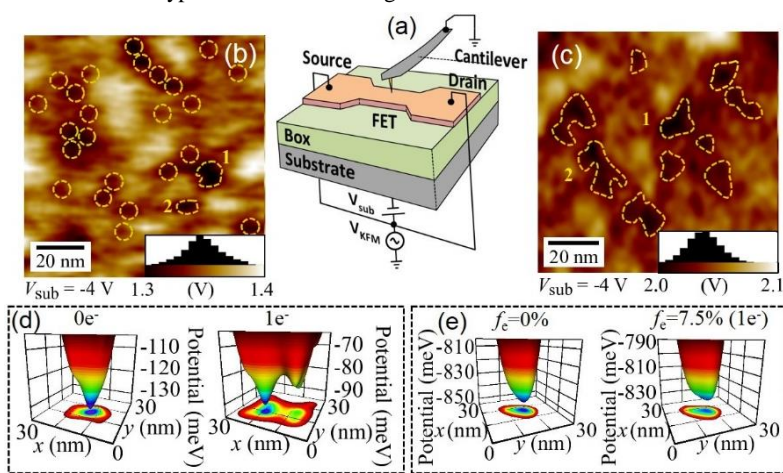 (b)
1
2
20 nm
V_sub = -4 V 1.3 (V) 1.4
(a)
Source
Cantilever
Drain
FET
Box
Substrate
V_sub
V_KFM
(c)
1
2
20 nm
V_sub = -4 V 2.0 (V) 2.1
(d)
0e⁻
1e⁻
-110
-120
-130
Potential (meV)
30
x (nm)
0
30
y (nm)
-70
-80
-90
Potential (meV)
30
x (nm)
0
30
y (nm)
(e)
f_e=0%
f_e=7.5% (1e⁻)
-810
-830
-850
Potential (meV)
30
x (nm)
0
30
y (nm)
-790
-810
-830
Potential (meV)
30
x (nm)
0
30
y (nm)